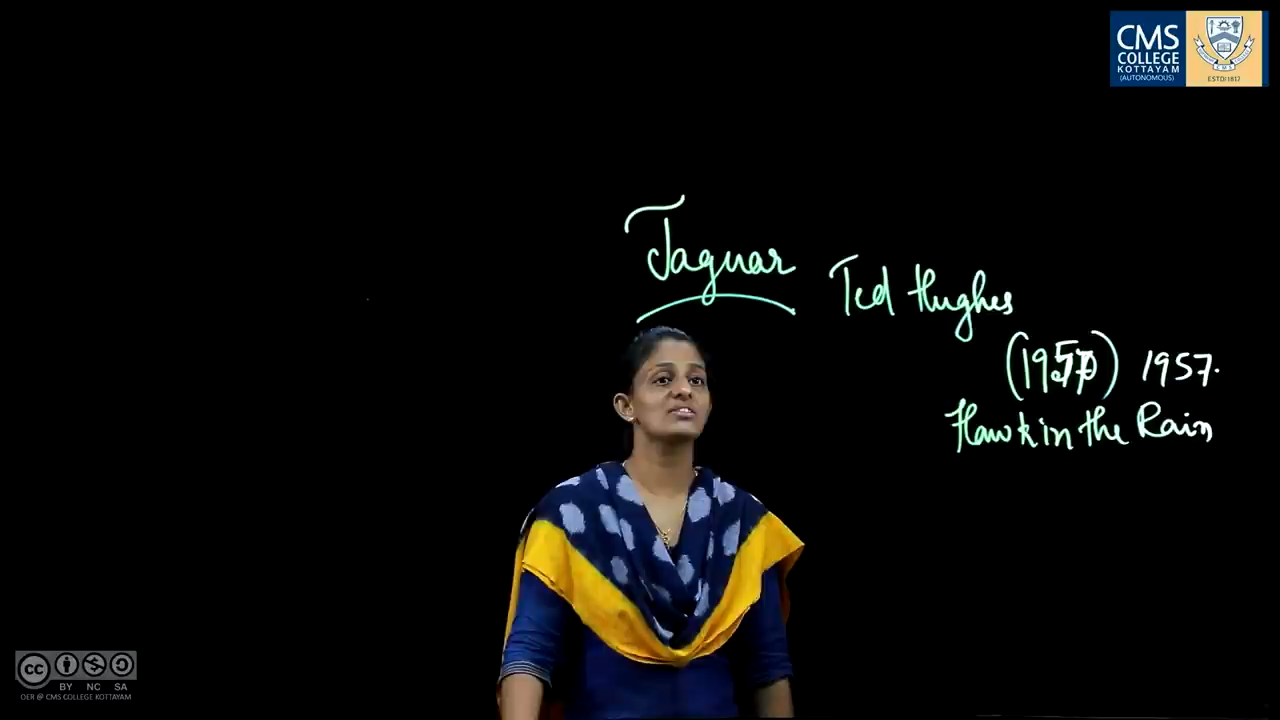 CMS
COLLEGE
KOTTAYAM
(AUTONOMOUS)
ESTD:1817
Jaguar
Ted Hughes
1957.
Hawk in the Rain
CC BY NC SA
OER @ CMS COLLEGE KOTTAYAM